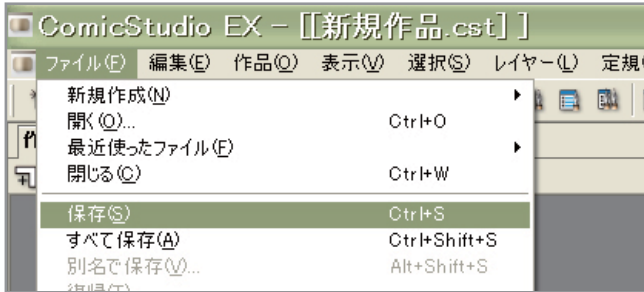 ComicStudio EX - [[新規作品.cst] ]
ファイル(F) 編集(E) 作品(O) 表示(V) 選択(S) レイヤー(L) 定規(
新規作成(N)
開く(O)... Ctrl+O
最近使ったファイル(F)
閉じる(C) Ctrl+W
保存(S) Ctrl+S
すべて保存(A) Ctrl+Shift+S
別名で保存(V)... Alt+Shift+S
復帰(T)